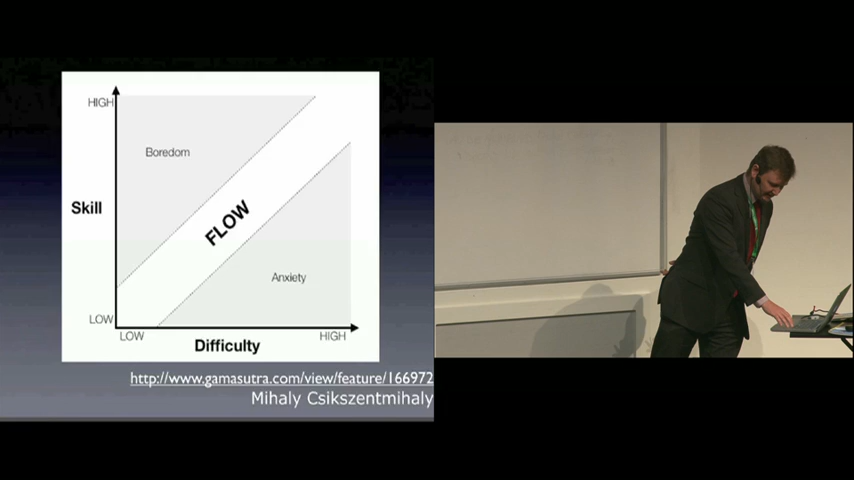 HIGH
Boredom
Skill
FLOW
Anxiety
LOW
LOW
HIGH
Difficulty
http://www.gamasutra.com/view/feature/166972
Mihaly Csikszentmihaly